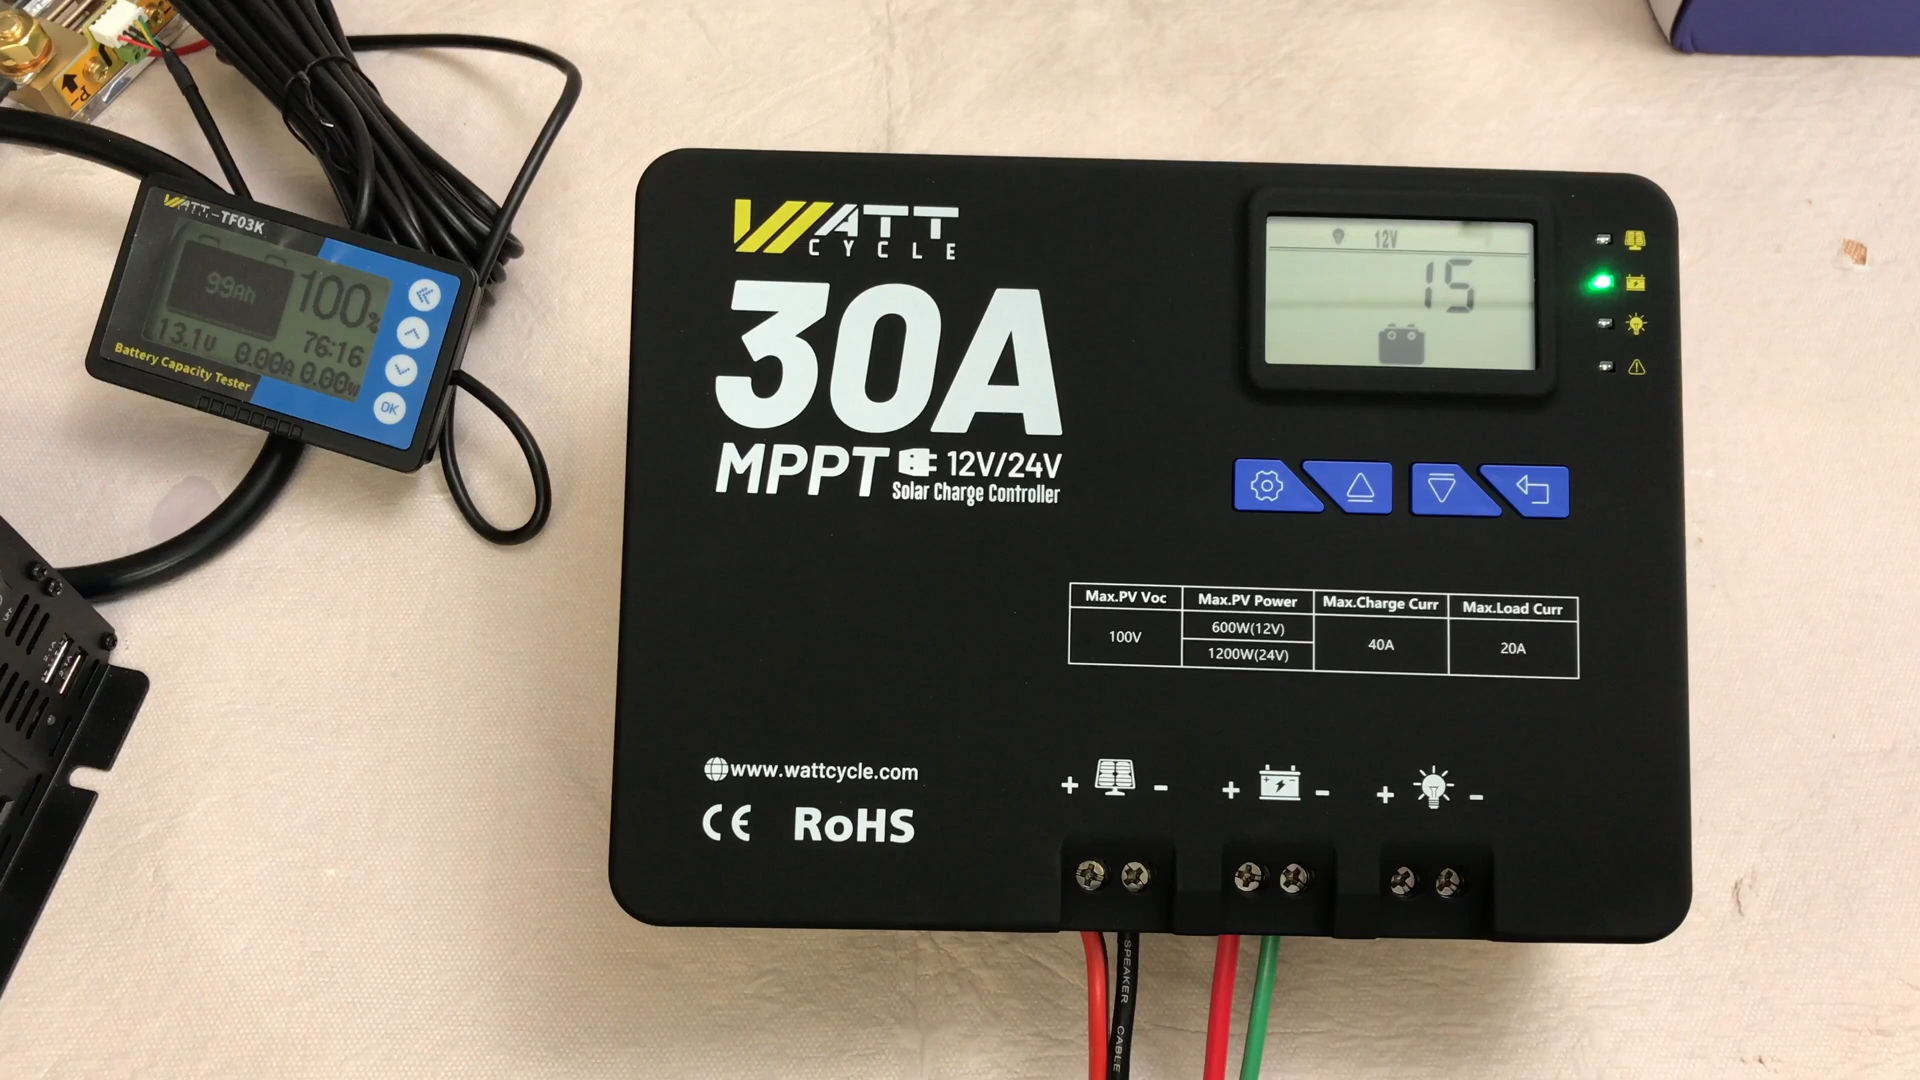 P-
WATT CYCLE-TF03K
99Ah
100%
13.1V
76:16
0.00A 0.00W
Battery Capacity Tester
OK
WATT
CYCLE
30A
MPPT 12V/24V
Solar Charge Controller
12V
15
Max.PV Voc Max.PV Power Max.Charge Curr Max.Load Curr
100V 600W(12V) 40A 20A
1200W(24V)
+ - + - + -
www.wattcycle.com
CE RoHS
SPEAKER CABLE